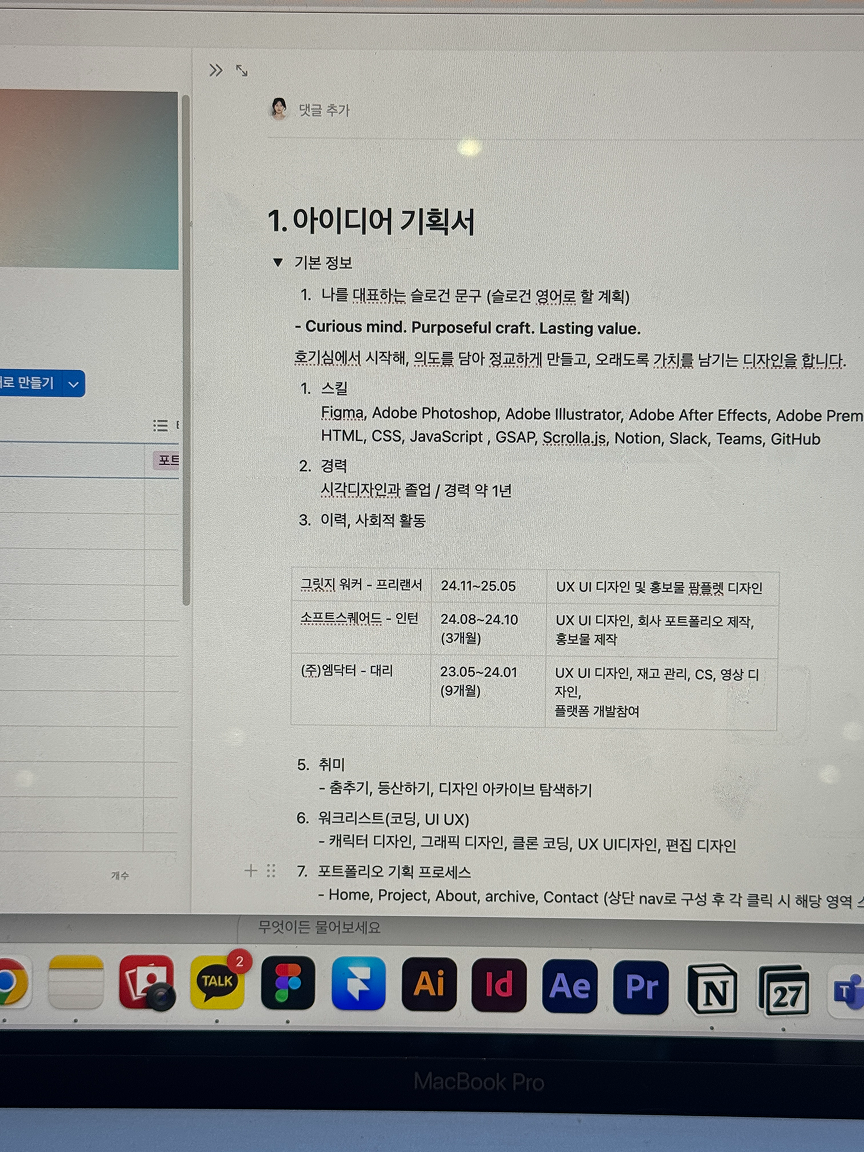 댓글 추가
1. 아이디어 기획서
▼ 기본 정보
1. 나를 대표하는 슬로건 문구 (슬로건 영어로 할 계획)
- Curious mind. Purposeful craft. Lasting value.
호기심에서 시작해, 의도를 담아 정교하게 만들고, 오래도록 가치를 남기는 디자인을 합니다.
1. 스킬
Figma, Adobe Photoshop, Adobe Illustrator, Adobe After Effects, Adobe Prem
HTML, CSS, JavaScript , GSAP, Scrolla.js, Notion, Slack, Teams, GitHub
2. 경력
시각디자인과 졸업 / 경력 약 1년
3. 이력, 사회적 활동
그릿지 워커 - 프리랜서 24.11~25.05 UX UI 디자인 및 홍보물 팜플렛 디자인
소프트스퀘어드 - 인턴 24.08~24.10 UX UI 디자인, 회사 포트폴리오 제작,
(3개월) 홍보물 제작
(주)엠닥터 - 대리 23.05~24.01 UX UI 디자인, 재고 관리, CS, 영상 디
(9개월) 자인,
플랫폼 개발참여
5. 취미
- 춤추기, 등산하기, 디자인 아카이브 탐색하기
6. 워크리스트(코딩, UI UX)
- 캐릭터 디자인, 그래픽 디자인, 클론 코딩, UX UI디자인, 편집 디자인
7. 포트폴리오 기획 프로세스
- Home, Project, About, archive, Contact (상단 nav로 구성 후 각 클릭 시 해당 영역
로 만들기
포트
개수
무엇이든 물어보세요
TALK
2
Ai
Id
Ae
Pr
N
27
T
MacBook Pro